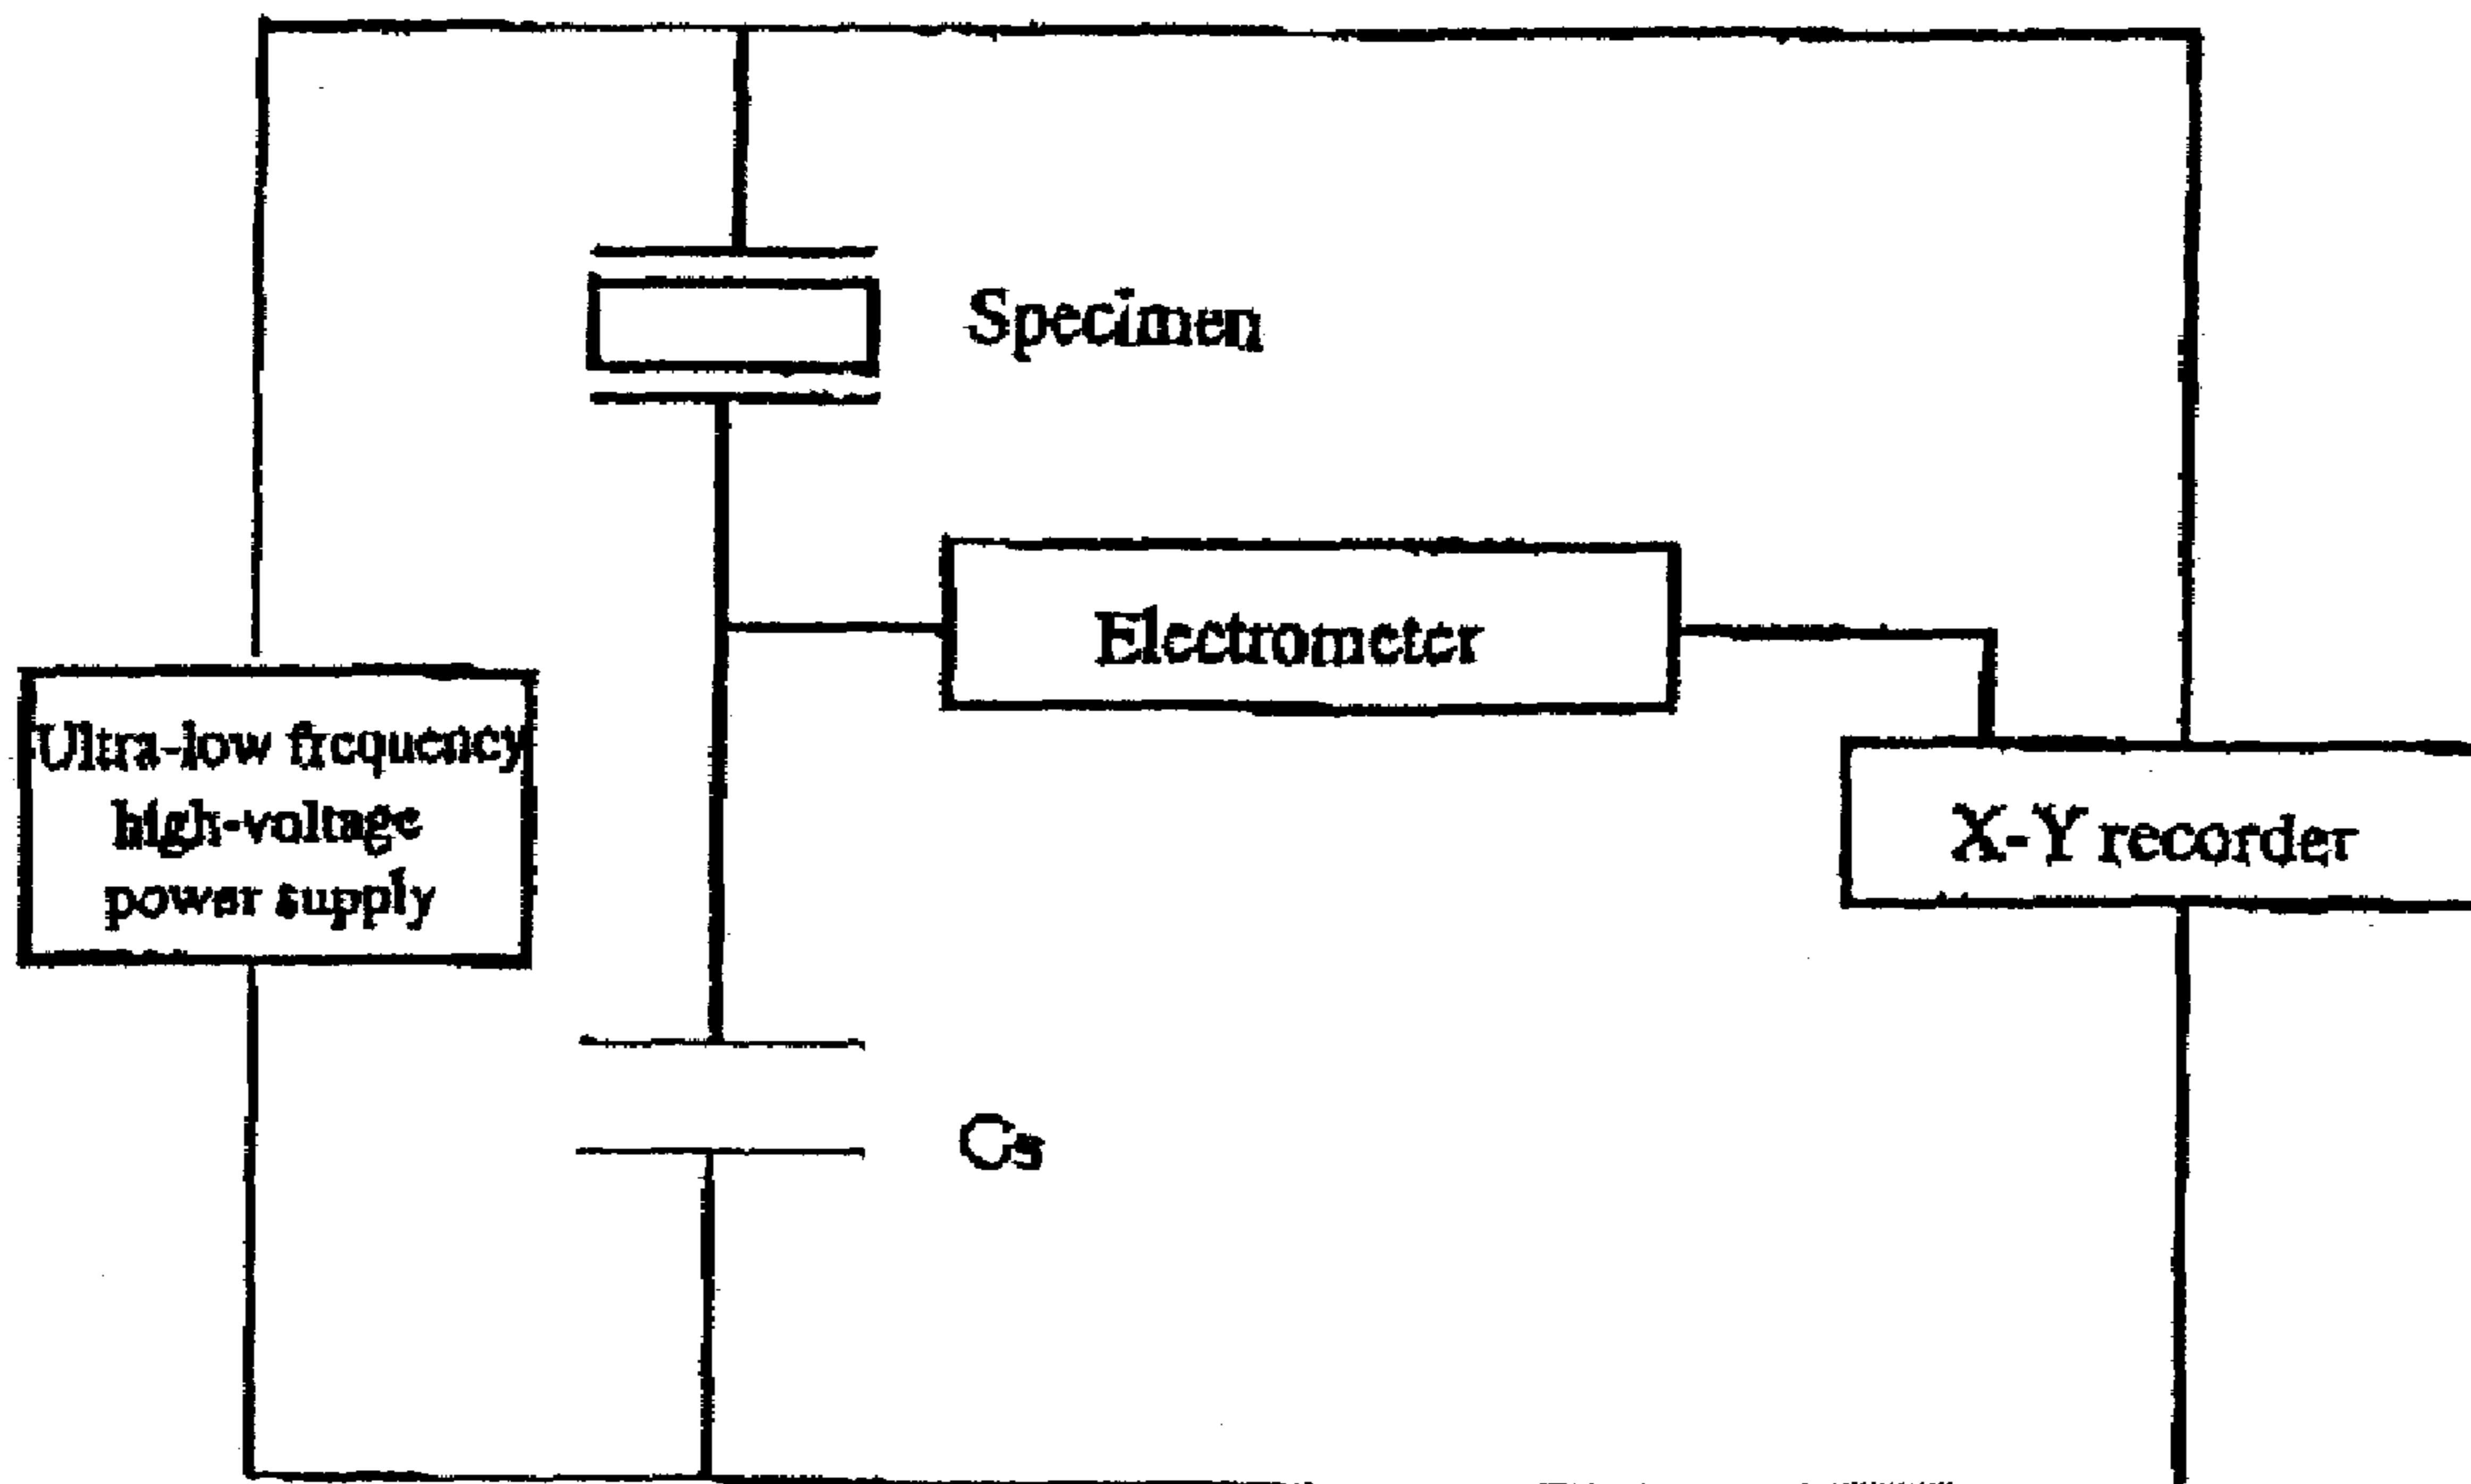 Specimen
Electrometer
Ultra-low frequency
high-voltage
power supply
X-Y recorder
Cs